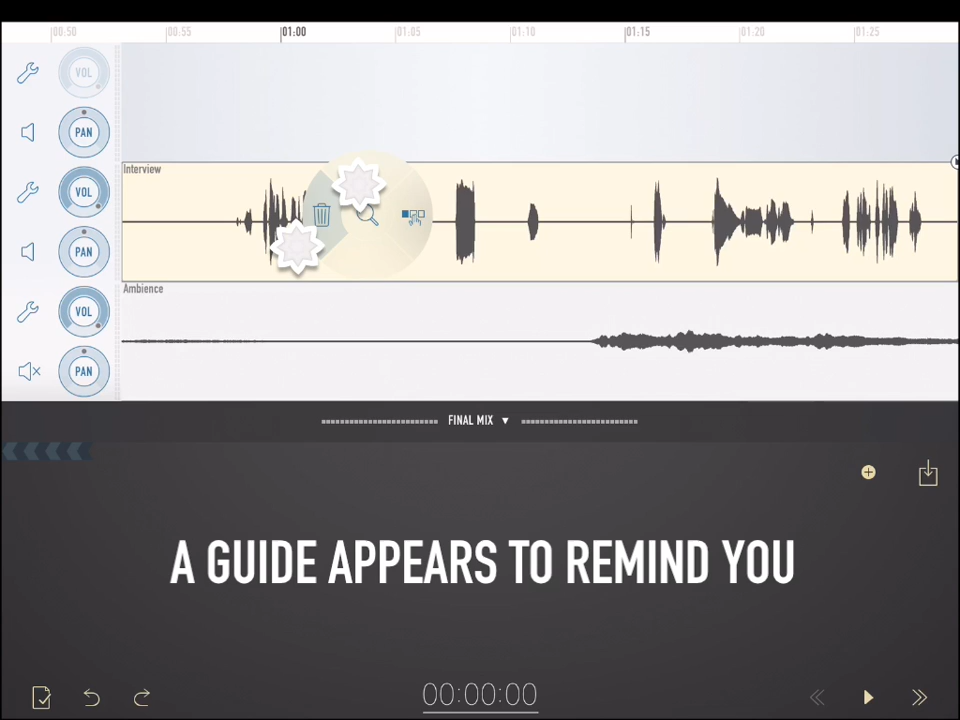 00:50 00:55 01:00 01:05 01:10 01:15 01:20 01:25
VOL
PAN
Interview
VOL
PAN
Ambience
VOL
PAN
FINAL MIX
A GUIDE APPEARS TO REMIND YOU
00:00:00